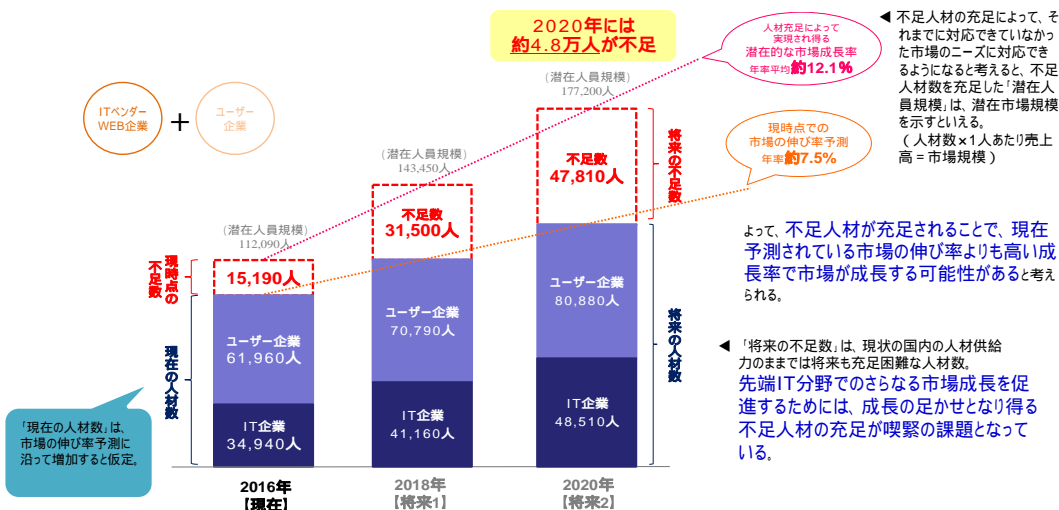 2020年には
約4.8万人が不足
ITベンダー
WEB企業
+
ユーザー
企業
人材充足によって
実現され得る
潜在的な市場成長率
年率平均約12.1%
現時点での
市場の伸び率予測
年率約7.5%
(潜在人員規模)
112,090人
15,190人
ユーザー企業
61,960人
IT企業
34,940人
2016年
【現在】
(潜在人員規模)
143,450人
不足数
31,500人
ユーザー企業
70,790人
IT企業
41,160人
2018年
【将来1】
(潜在人員規模)
177,200人
不足数
47,810人
ユーザー企業
80,880人
IT企業
48,510人
2020年
【将来2】
現時点の
不足数
現在の人材数
将来の不足数
将来の人材数
「現在の人材数」は、
市場の伸び率予測に
沿って増加すると仮定。
◀ 不足人材の充足によって、そ
れまでに対応できていなかっ
た市場のニーズに対応でき
るようになると考えると、不足
人材数を充足した「潜在人
員規模」は、潜在市場規模
を示すといえる。
(人材数×1人あたり売上
高=市場規模)
よって、不足人材が充足されることで、現在
予測されている市場の伸び率よりも高い成
長率で市場が成長する可能性があると考え
られる。
◀ 「将来の不足数」は、現状の国内の人材供給
力のままでは将来も充足困難な人材数。
先端IT分野でのさらなる市場成長を促
進するためには、成長の足かせとなり得る
不足人材の充足が喫緊の課題となって
いる。